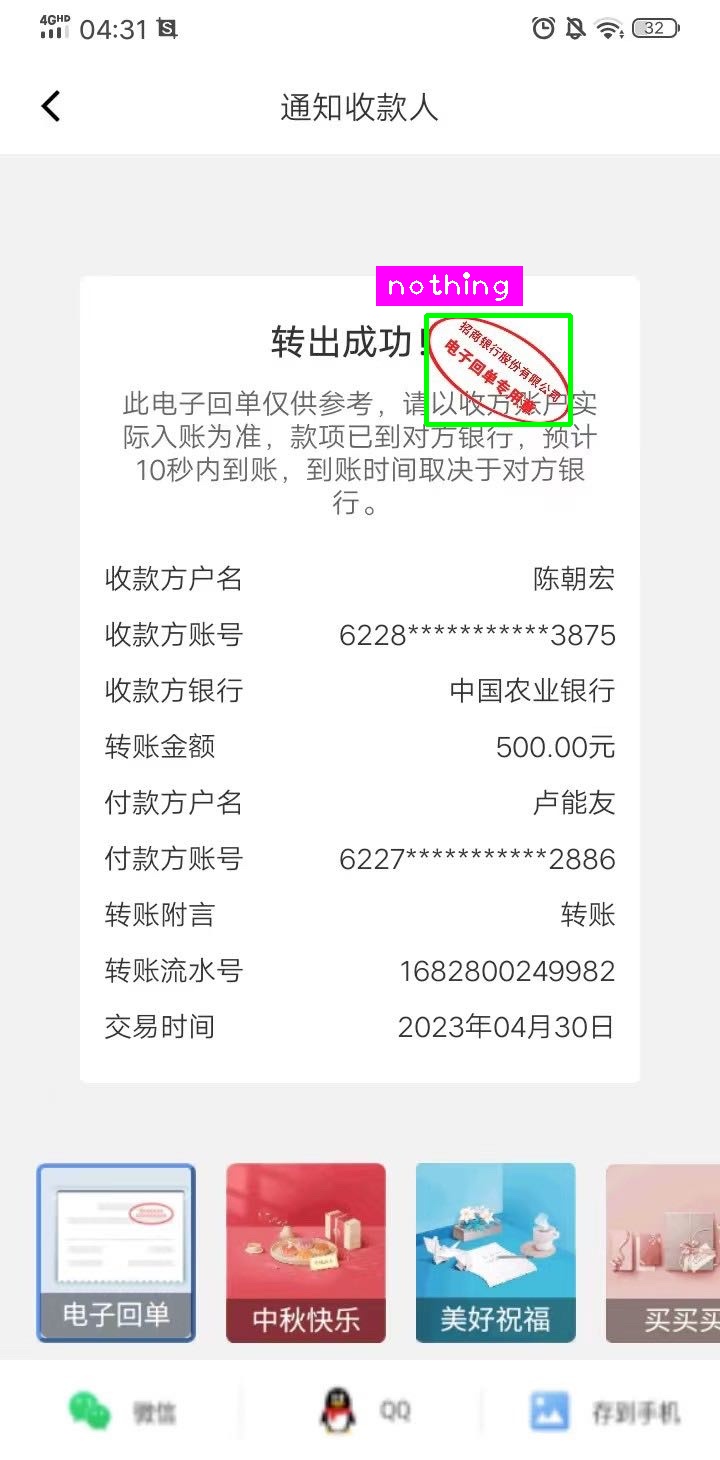 4GHD 04:31 32
通知收款人
nothing
转出成功!
招商银行股份有限公司
电子回单专用章
此电子回单仅供参考，请以收方账户实
际入账为准，款项已到对方银行，预计
10秒内到账，到账时间取决于对方银
行。
收款方户名 陈朝宏
收款方账号 6228***********3875
收款方银行 中国农业银行
转账金额 500.00元
付款方户名 卢能友
付款方账号 6227***********2886
转账附言 转账
转账流水号 1682800249982
交易时间 2023年04月30日
电子回单 中秋快乐 美好祝福 买买买
微信 QQ 存到手机